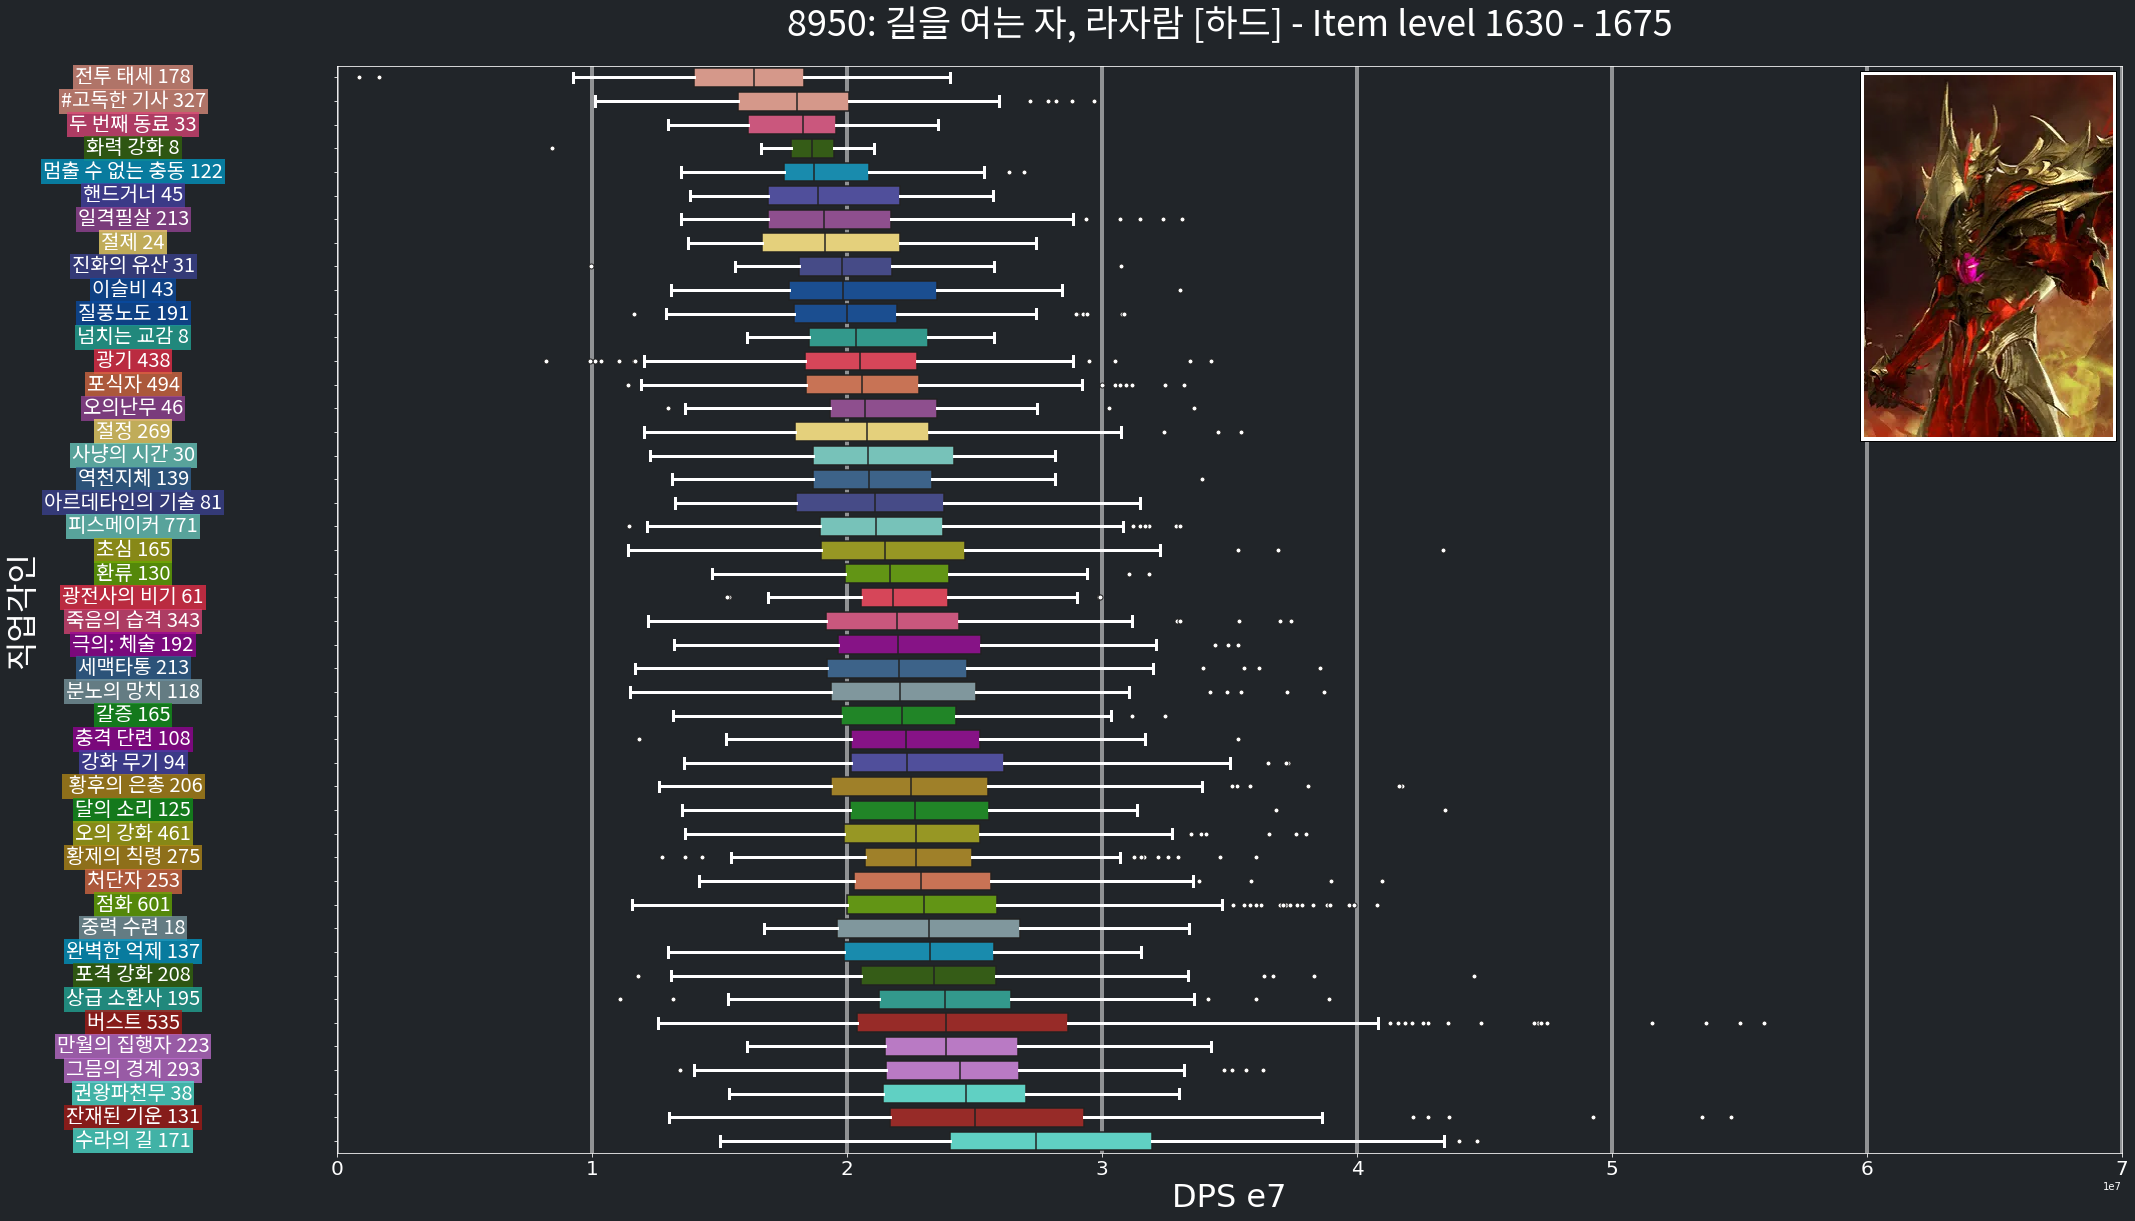 8950: 길을 여는 자, 라자람 [하드] - Item level 1630 - 1675
전투 태세 178
#고독한 기사 327
두 번째 동료 33
화력 강화 8
멈출 수 없는 충동 122
핸드거너 45
일격필살 213
절제 24
진화의 유산 31
이슬비 43
질풍노도 191
넘치는 교감 8
광기 438
포식자 494
오의난무 46
절정 269
사냥의 시간 30
역천지체 139
아르데타인의 기술 81
피스메이커 771
초심 165
환류 130
광전사의 비기 61
죽음의 습격 343
극의: 체술 192
세맥타통 213
분노의 망치 118
갈증 165
충격 단련 108
강화 무기 94
황후의 은총 206
달의 소리 125
오의 강화 461
황제의 칙령 275
처단자 253
점화 601
중력 수련 18
완벽한 억제 137
포격 강화 208
상급 소환사 195
버스트 535
만월의 집행자 223
그믐의 경계 293
권왕파천무 38
잔재된 기운 131
수라의 길 171
직업각인
0 1 2 3 4 5 6 7
DPS e7
1e7